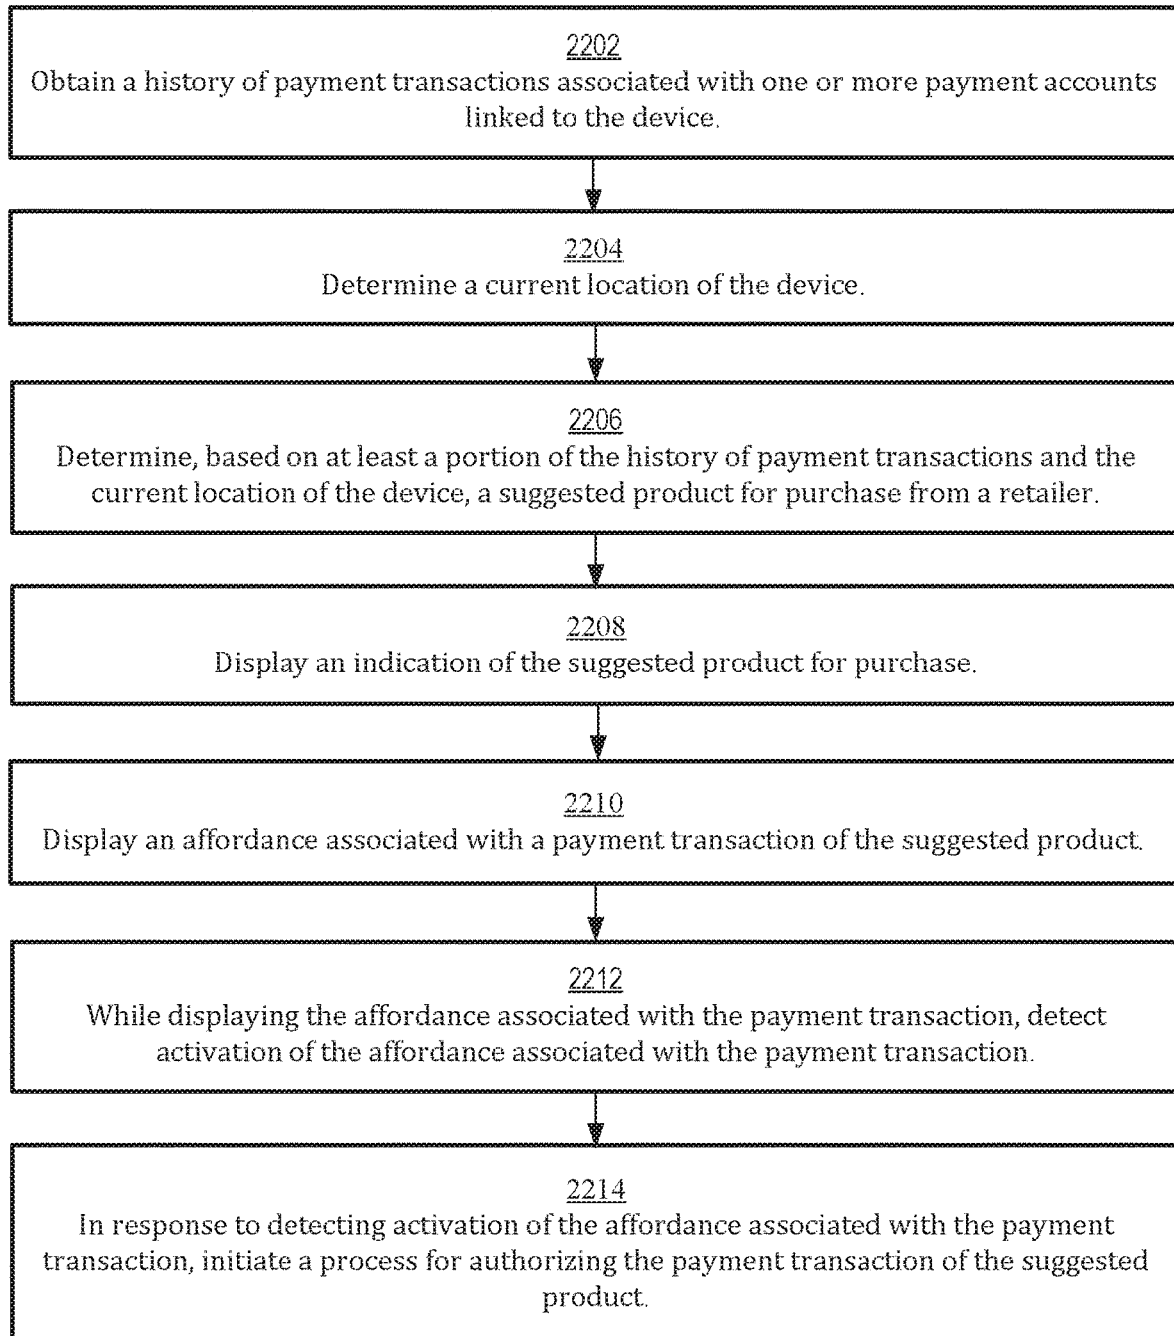 2202
Obtain a history of payment transactions associated with one or more payment accounts
linked to the device.
2204
Determine a current location of the device.
2206
Determine, based on at least a portion of the history of payment transactions and the
current location of the device, a suggested product for purchase from a retailer.
2208
Display an indication of the suggested product for purchase.
2210
Display an affordance associated with a payment transaction of the suggested product.
2212
While displaying the affordance associated with the payment transaction, detect
activation of the affordance associated with the payment transaction.
2214
In response to detecting activation of the affordance associated with the payment
transaction, initiate a process for authorizing the payment transaction of the suggested
product.